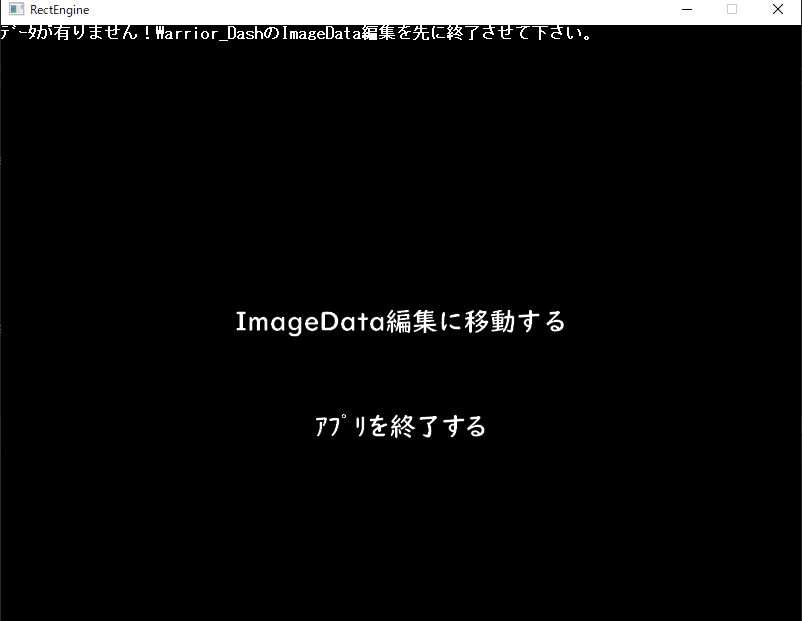 RectEngine
ﾃﾞｰﾀが有りません！Warrior_DashのImageData編集を先に終了させて下さい。
ImageData編集に移動する
ｱﾌﾟﾘを終了する